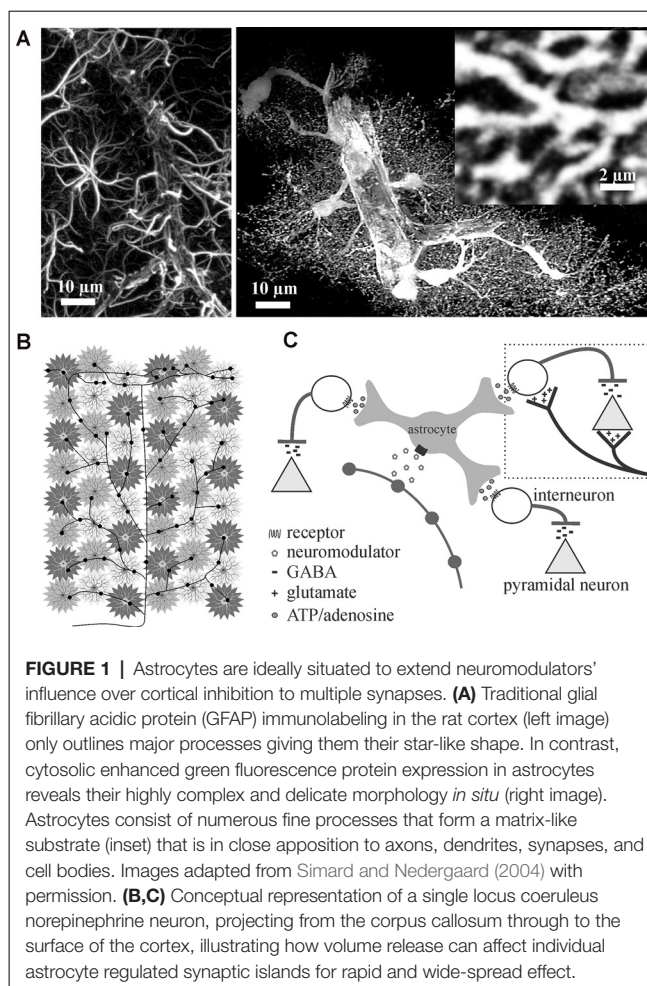 A
10 µm
10 µm
2 µm
B
C
astrocyte
interneuron
pyramidal neuron
receptor
neuromodulator
GABA
glutamate
ATP/adenosine
FIGURE 1 | Astrocytes are ideally situated to extend neuromodulators’
influence over cortical inhibition to multiple synapses. (A) Traditional glial
fibrillary acidic protein (GFAP) immunolabeling in the rat cortex (left image)
only outlines major processes giving them their star-like shape. In contrast,
cytosolic enhanced green fluorescence protein expression in astrocytes
reveals their highly complex and delicate morphology in situ (right image).
Astrocytes consist of numerous fine processes that form a matrix-like
substrate (inset) that is in close apposition to axons, dendrites, synapses, and
cell bodies. Images adapted from Simard and Nedergaard (2004) with
permission. (B,C) Conceptual representation of a single locus coeruleus
norepinephrine neuron, projecting from the corpus callosum through to the
surface of the cortex, illustrating how volume release can affect individual
astrocyte regulated synaptic islands for rapid and wide-spread effect.